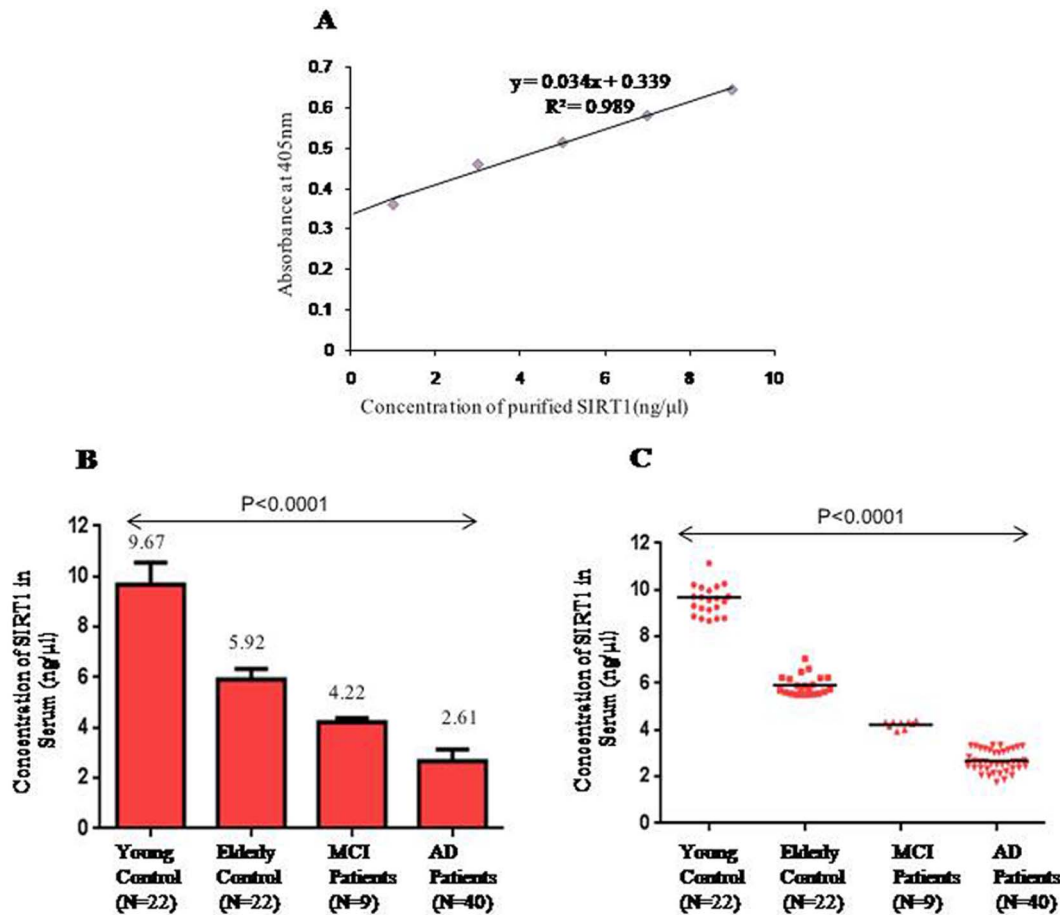 A
0.7
0.6
0.5
0.4
0.3
0.2
0.1
0
y = 0.034x + 0.339
R² = 0.989
Absorbance at 405nm
0 2 4 6 8 10
Concentration of purified SIRT1(ng/µl)
B
P<0.0001
12
10
8
6
4
2
0
9.67
5.92
4.22
2.61
Concentration of SIRT1 in
Serum (ng/µl)
Young Elderly MCI AD
Control Control Patients Patients
(N=22) (N=22) (N=9) (N=40)
C
P<0.0001
12
10
8
6
4
2
0
Concentration of SIRT1 in
Serum (ng/µl)
Young Elderly MCI AD
Control Control Patients Patients
(N=22) (N=22) (N=9) (N=40)